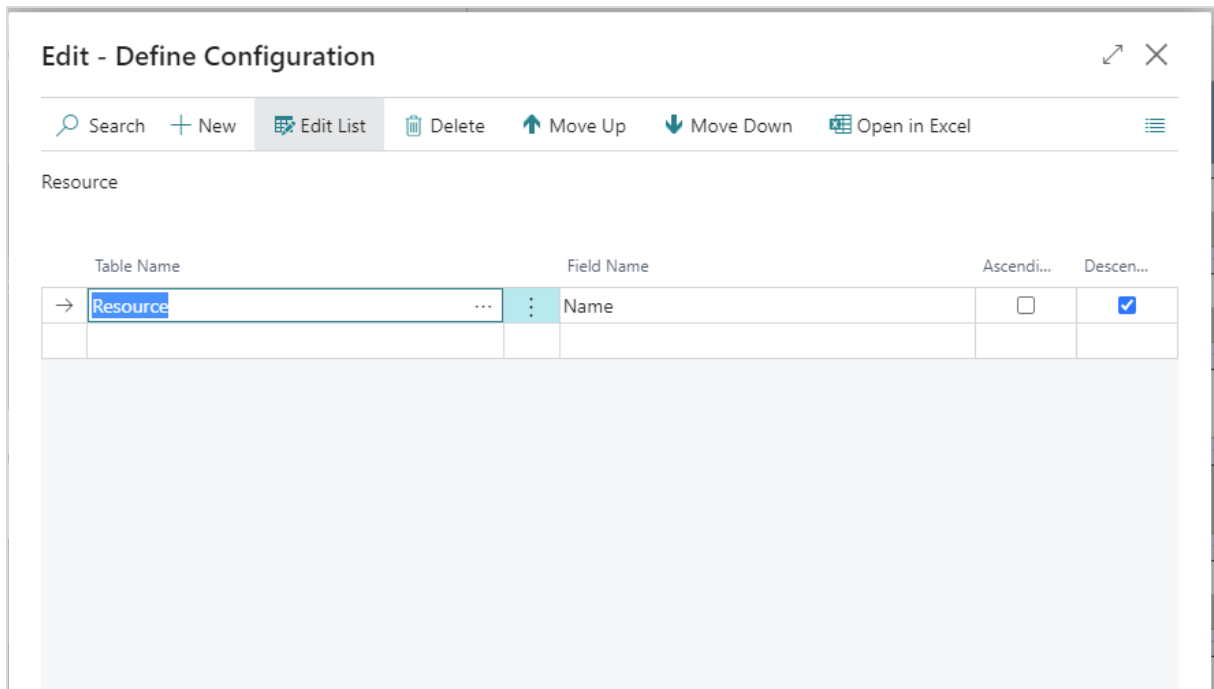 Edit - Define Configuration
Search New Edit List Delete Move Up Move Down Open in Excel
Resource
Table Name Field Name Ascendi... Descen...
Resource ... Name